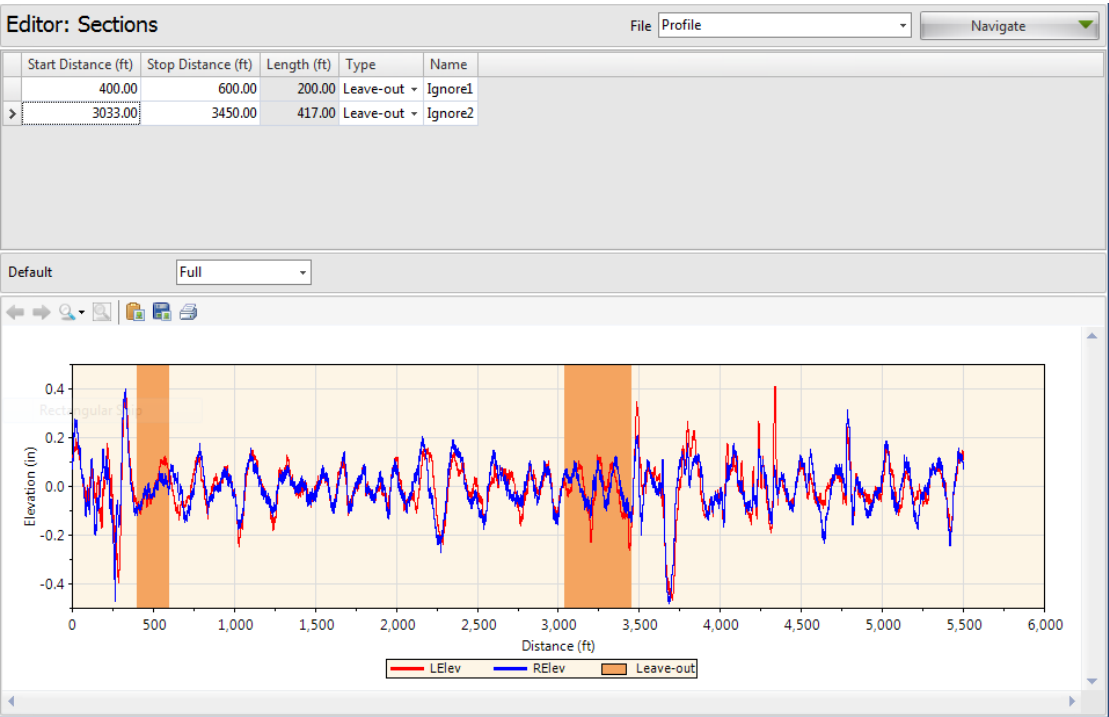 Editor: Sections
File Profile Navigate
Start Distance (ft) Stop Distance (ft) Length (ft) Type Name
400.00 600.00 200.00 Leave-out Ignore1
3033.00 3450.00 417.00 Leave-out Ignore2
Default Full
Rectangular Snip
Elevation (in)
0.4
0.2
0.0
-0.2
-0.4
0 500 1,000 1,500 2,000 2,500 3,000 3,500 4,000 4,500 5,000 5,500 6,000
Distance (ft)
LElev RElev Leave-out